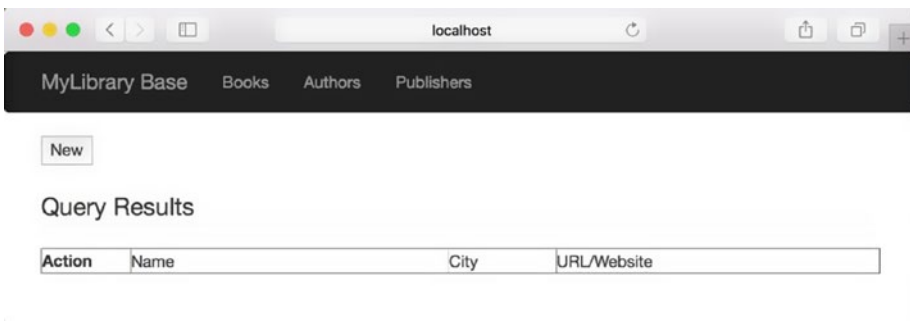 localhost
MyLibrary Base Books Authors Publishers
New
Query Results
Action Name City URL/Website